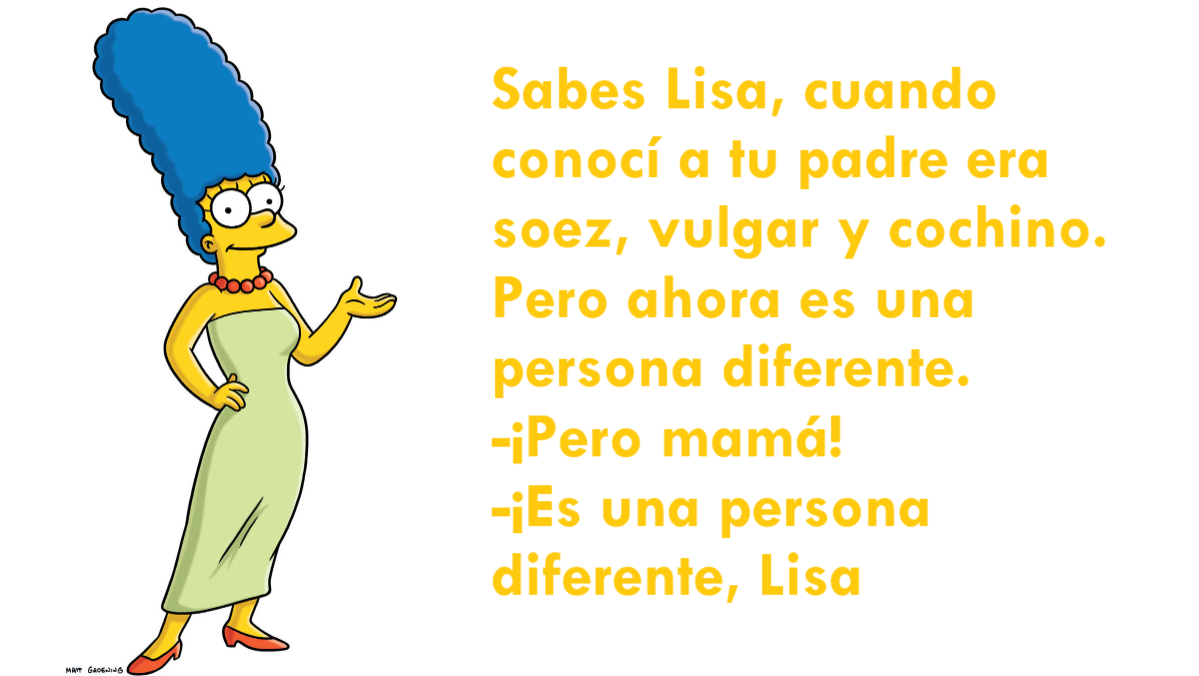 Sabes Lisa, cuando
conocí a tu padre era
soez, vulgar y cochino.
Pero ahora es una
persona diferente.
-¡Pero mamá!
-¡Es una persona
diferente, Lisa
MATT GROENING